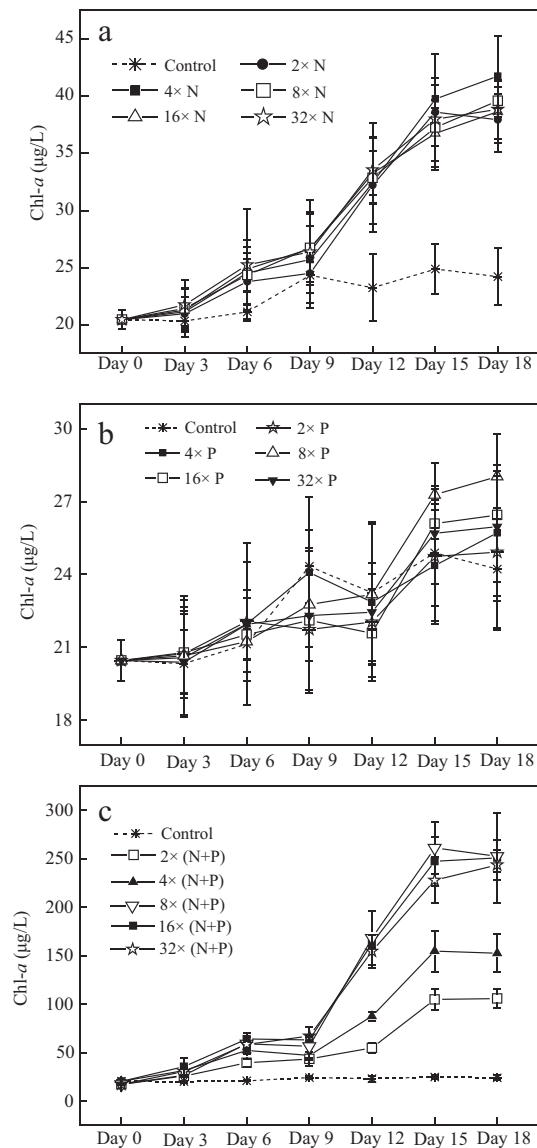 a
Control
2× N
4× N
8× N
16× N
32× N
45
40
35
30
25
20
Chl-a (µg/L)
Day 0 Day 3 Day 6 Day 9 Day 12 Day 15 Day 18
b
Control
2× P
4× P
8× P
16× P
32× P
30
27
24
21
18
Chl-a (µg/L)
Day 0 Day 3 Day 6 Day 9 Day 12 Day 15 Day 18
c
Control
2× (N+P)
4× (N+P)
8× (N+P)
16× (N+P)
32× (N+P)
300
250
200
150
100
50
0
Chl-a (µg/L)
Day 0 Day 3 Day 6 Day 9 Day 12 Day 15 Day 18